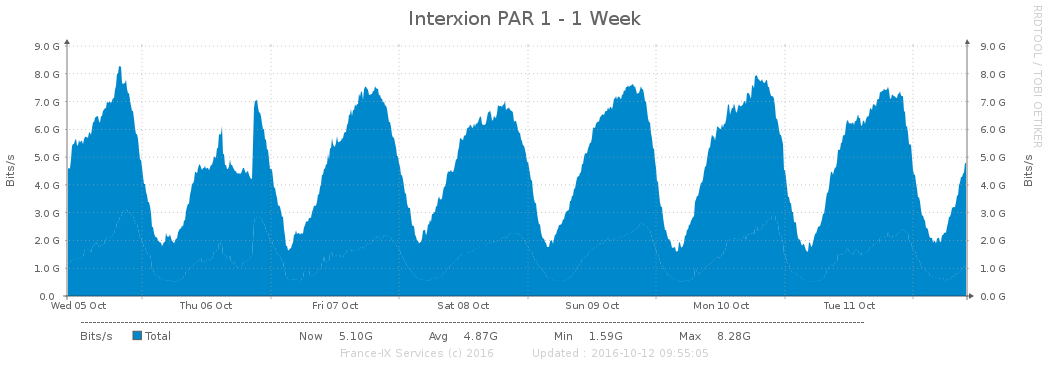 Interxion PAR 1 - 1 Week
RRDTOOL / TOBI OETIKER
Bits/s
9.0 G 9.0 G
8.0 G 8.0 G
7.0 G 7.0 G
6.0 G 6.0 G
5.0 G 5.0 G
4.0 G 4.0 G
3.0 G 3.0 G
2.0 G 2.0 G
1.0 G 1.0 G
0.0 0.0 G
Bits/s
Wed 05 Oct Thu 06 Oct Fri 07 Oct Sat 08 Oct Sun 09 Oct Mon 10 Oct Tue 11 Oct
Bits/s Total Now 5.10G Avg 4.87G Min 1.59G Max 8.28G
France-IX Services (c) 2016 Updated : 2016-10-12 09:55:05